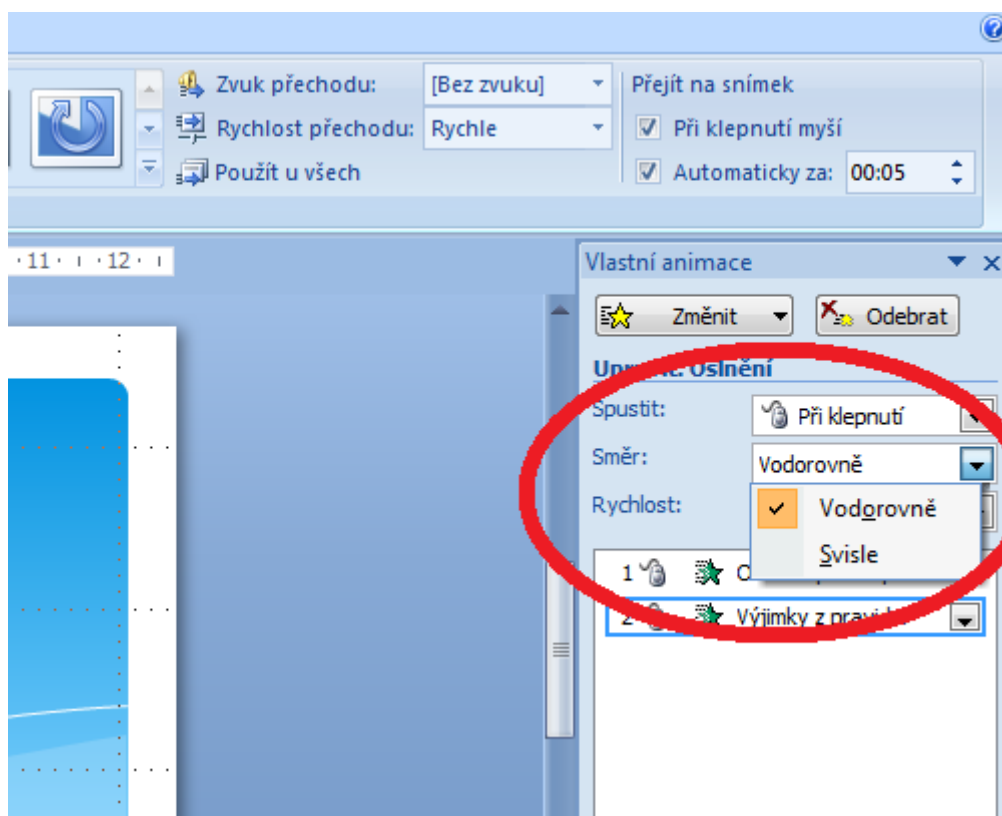 Zvuk přechodu: [Bez zvuku]
Rychlost přechodu: Rychle
Použít u všech
Přejít na snímek
Při klepnutí myší
Automaticky za: 00:05
11 12
Vlastní animace
Změnit Odebrat
Oslnění
Spustit: Při klepnutí
Směr: Vodorovně
Rychlost:
Vodorovně
Svisle
1
2 Výjimky z